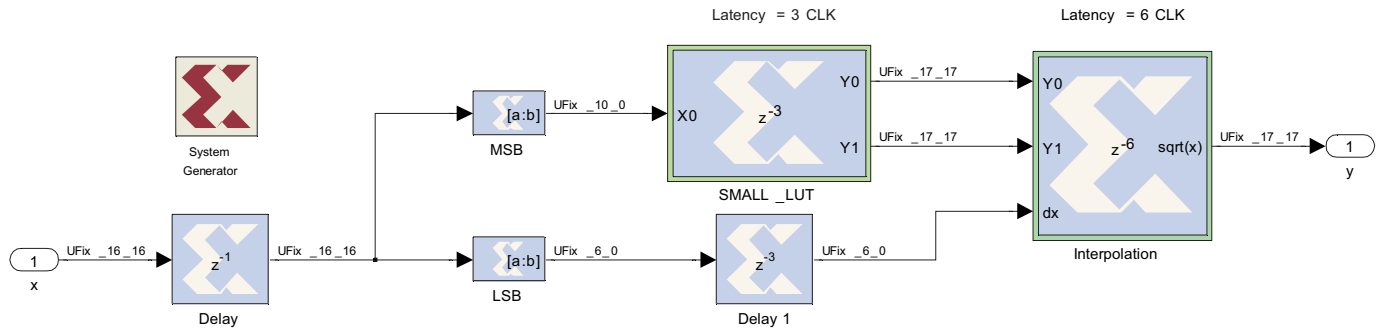 Latency = 3 CLK
Latency = 6 CLK
System
Generator
[a:b]
MSB
UFix _10_0
X0
z-3
Y0
Y1
SMALL _LUT
UFix _17_17
UFix _17_17
Y0
Y1
dx
z-6
sqrt(x)
Interpolation
UFix _17_17
1
y
1
x
UFix _16_16
z-1
Delay
UFix _16_16
[a:b]
LSB
UFix _6_0
z-3
Delay 1
UFix _6_0